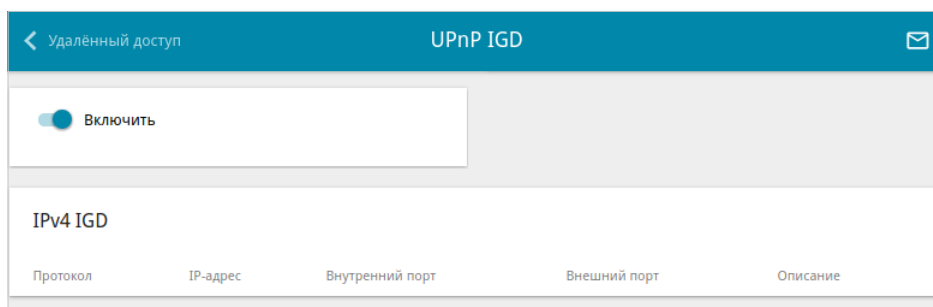 Удалённый доступ UPnP IGD
Включить
IPv4 IGD
Протокол IP-адрес Внутренний порт Внешний порт Описание